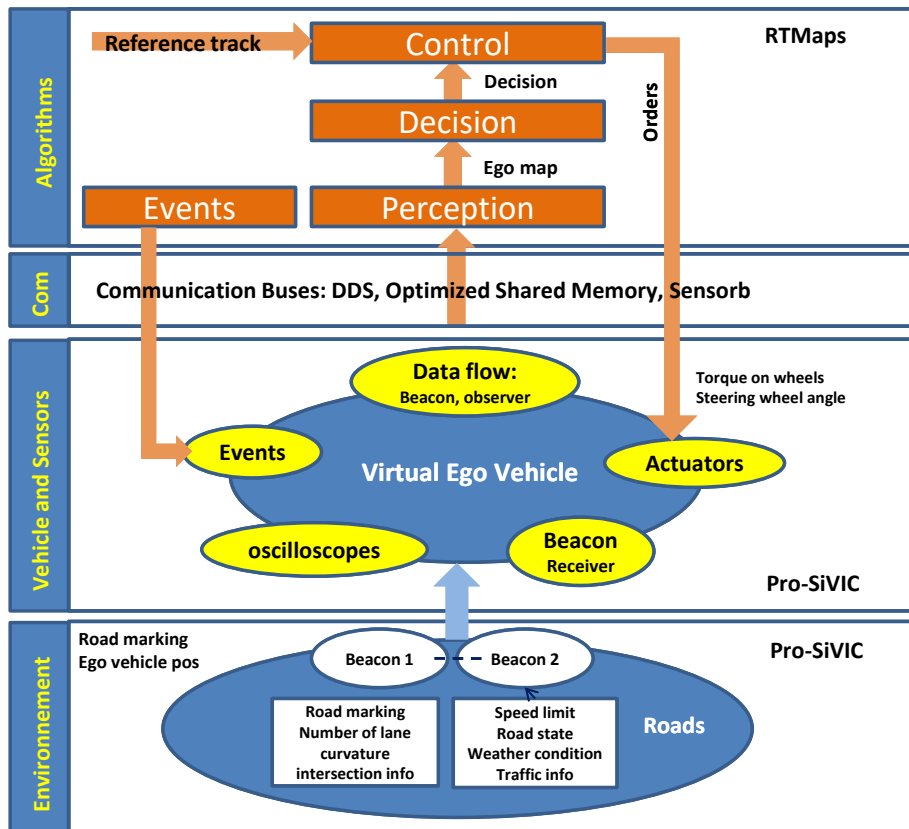 Algorithms
Reference track
Control
RTMaps
Decision
Decision
Orders
Ego map
Events
Perception
Com
Communication Buses: DDS, Optimized Shared Memory, Sensorb
Vehicle and Sensors
Data flow:
Beacon, observer
Torque on wheels
Steering wheel angle
Events
Virtual Ego Vehicle
Actuators
oscilloscopes
Beacon
Receiver
Pro-SiVIC
Environnement
Road marking
Ego vehicle pos
Pro-SiVIC
Beacon 1
Beacon 2
Roads
Road marking
Number of lane
curvature
intersection info
Speed limit
Road state
Weather condition
Traffic info